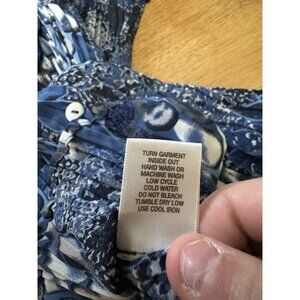 TURN GARMENT
INSIDE OUT
HAND WASH OR
MACHINE WASH
LOW CYCLE
COLD WATER
DO NOT BLEACH
TUMBLE DRY LOW
USE COOL IRON